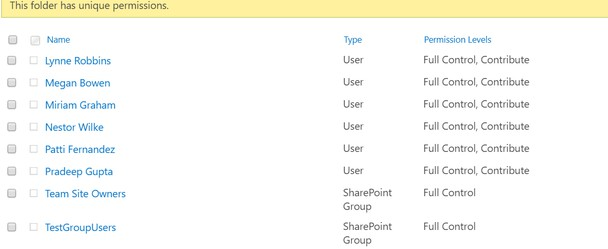 This folder has unique permissions.
Name Type Permission Levels
Lynne Robbins User Full Control, Contribute
Megan Bowen User Full Control, Contribute
Miriam Graham User Full Control, Contribute
Nestor Wilke User Full Control, Contribute
Patti Fernandez User Full Control, Contribute
Pradeep Gupta User Full Control, Contribute
Team Site Owners SharePoint Full Control
Group
TestGroupUsers SharePoint Full Control
Group